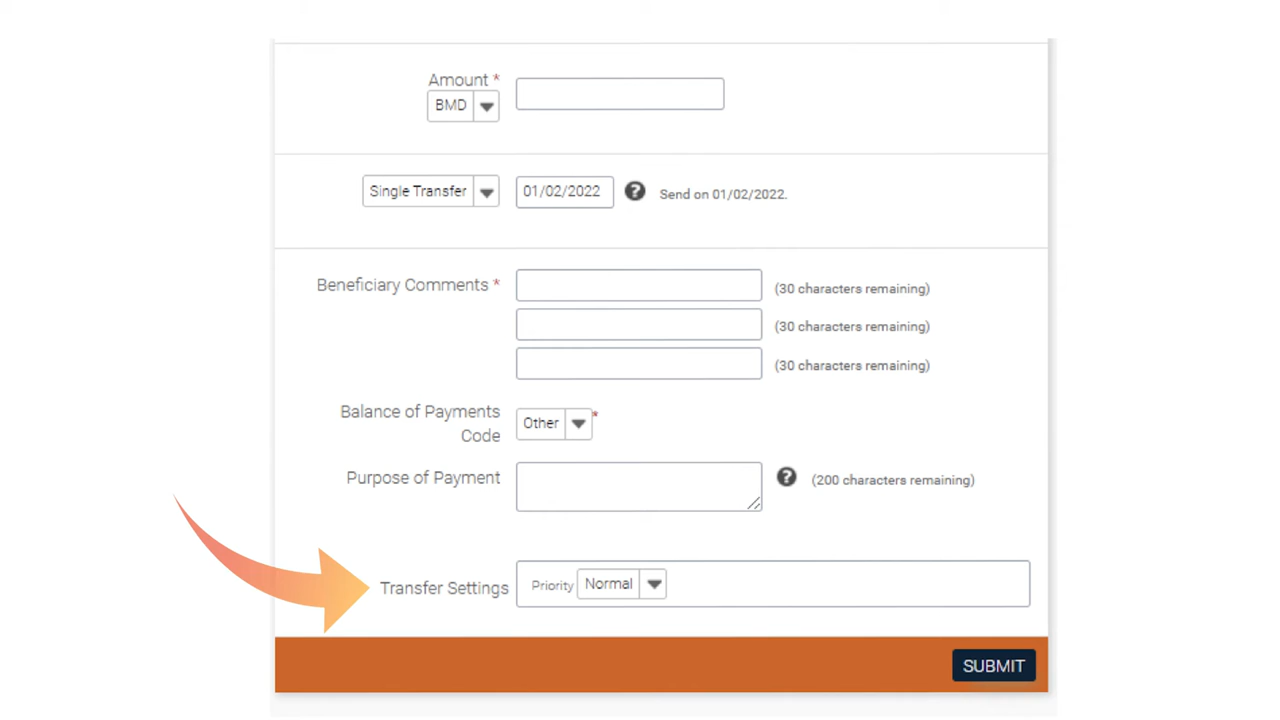 Amount *
BMD
Single Transfer 01/02/2022 Send on 01/02/2022.
Beneficiary Comments * (30 characters remaining)
(30 characters remaining)
(30 characters remaining)
Balance of Payments
Code Other *
Purpose of Payment (200 characters remaining)
Transfer Settings Priority Normal
SUBMIT